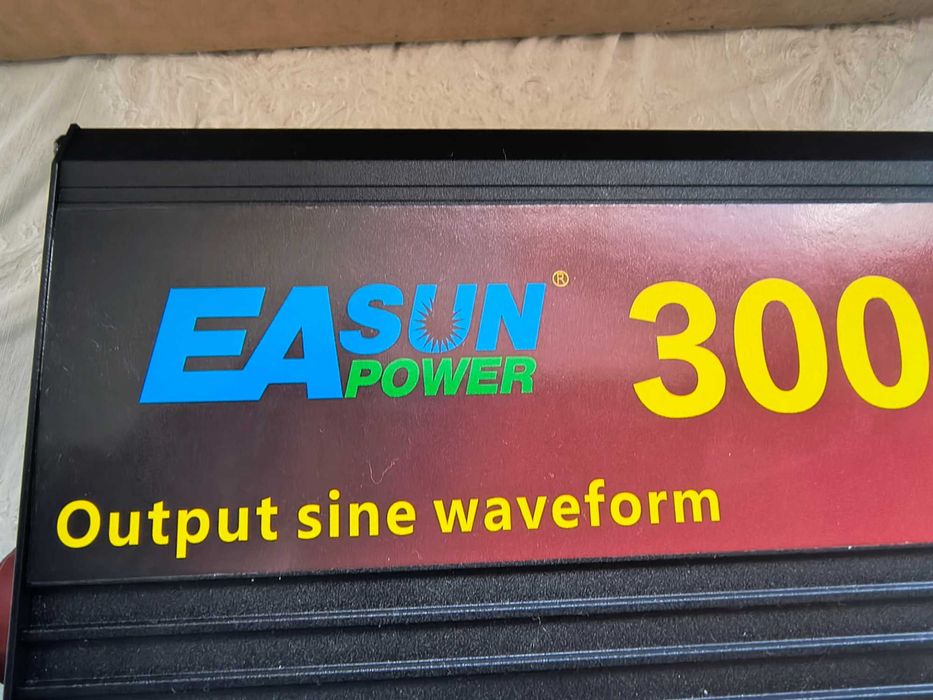 EASUN ® 300
POWER
Output sine waveform